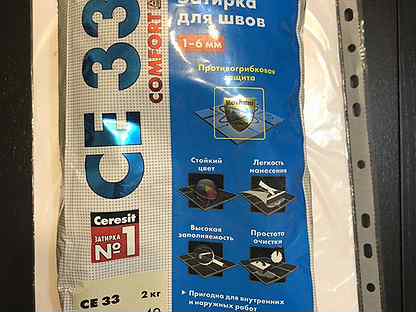 CE 33
COMFORT
Затирка
для швов
1–6 мм
Противогрибковая
защита
Стойкий
цвет
Легкость
нанесения
Высокая
заполняемость
Простота
очистки
Ceresit
ЗАТИРКА
№1
CE 33 2 кг
▸ Пригодна для внутренних
и наружных работ